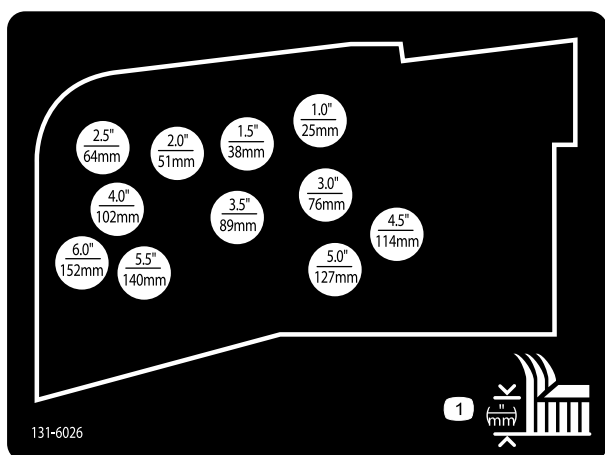 1.0"
25mm
1.5"
38mm
2.0"
51mm
2.5"
64mm
3.0"
76mm
3.5"
89mm
4.0"
102mm
4.5"
114mm
5.0"
127mm
5.5"
140mm
6.0"
152mm
1
"
(mm)
131-6026